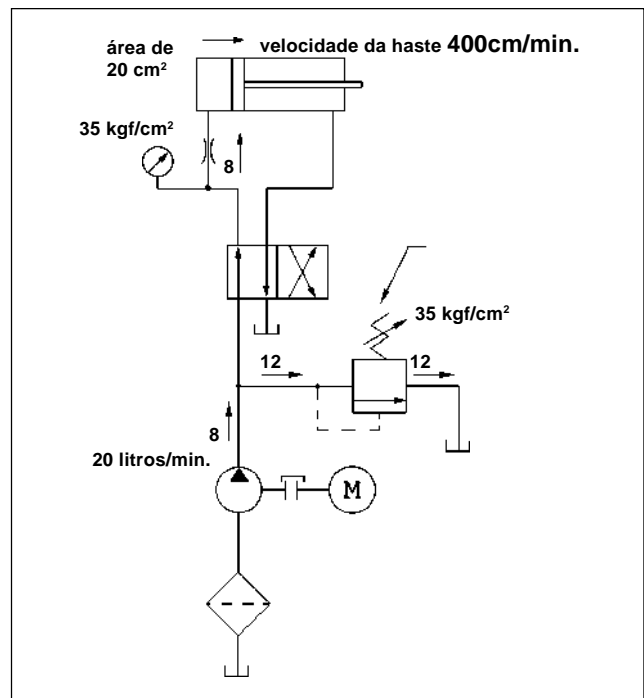 área de
20 cm²
velocidade da haste 400cm/min.
35 kgf/cm²
8
35 kgf/cm²
12
12
8
20 litros/min.
M